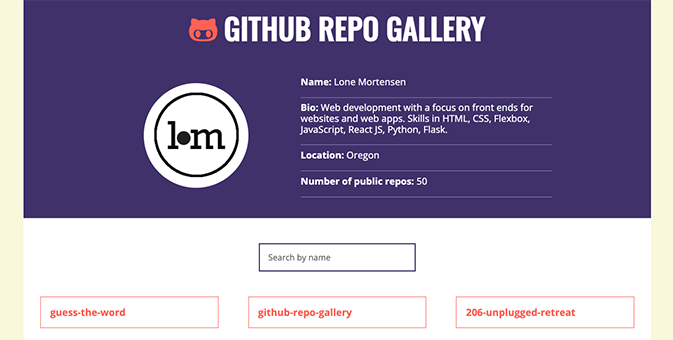 GITHUB REPO GALLERY
l•m
Name: Lone Mortensen
Bio: Web development with a focus on front ends for
websites and web apps. Skills in HTML, CSS, Flexbox,
JavaScript, React JS, Python, Flask.
Location: Oregon
Number of public repos: 50
Search by name
guess-the-word
github-repo-gallery
206-unplugged-retreat